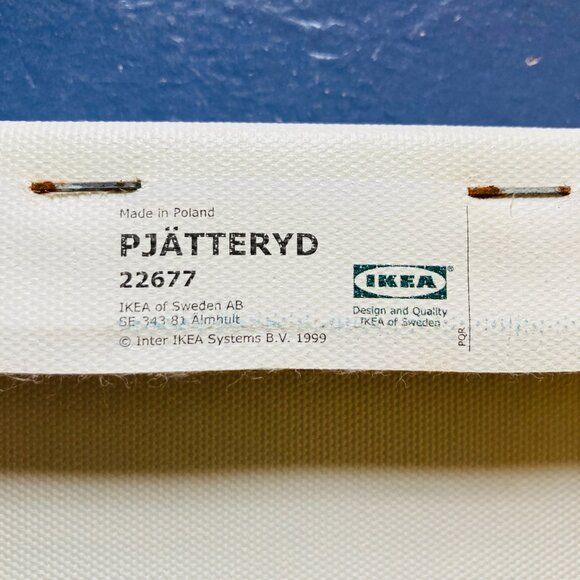 Made in Poland
PJÄTTERYD
22677
IKEA of Sweden AB
SE-343 81 Älmhult
© Inter IKEA Systems B.V. 1999
IKEA®
Design and Quality
IKEA of Sweden
PQR